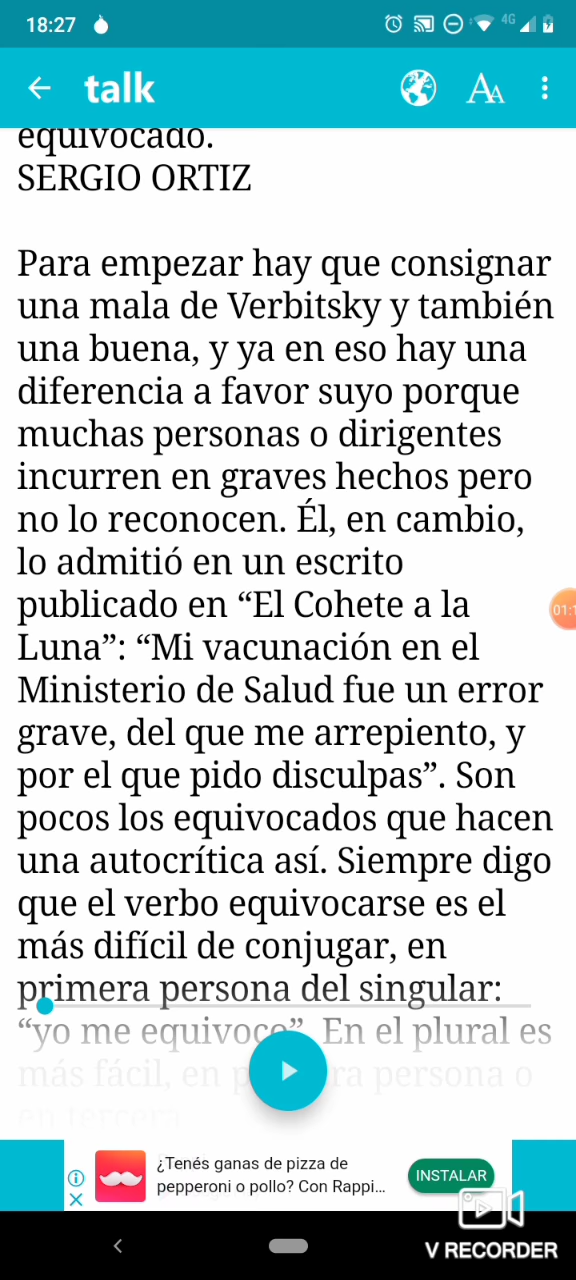 18:27
4G
talk
AA
equivocado.
SERGIO ORTIZ
Para empezar hay que consignar
una mala de Verbitsky y también
una buena, y ya en eso hay una
diferencia a favor suyo porque
muchas personas o dirigentes
incurren en graves hechos pero
no lo reconocen. Él, en cambio,
lo admitió en un escrito
publicado en “El Cohete a la
Luna”: “Mi vacunación en el
Ministerio de Salud fue un error
grave, del que me arrepiento, y
por el que pido disculpas”. Son
pocos los equivocados que hacen
una autocrítica así. Siempre digo
que el verbo equivocarse es el
más difícil de conjugar, en
primera persona del singular:
“yo me equivoco”. En el plural es
más fácil, en persona o
en tercera
¿Tenés ganas de pizza de
pepperoni o pollo? Con Rappi...
INSTALAR
V RECORDER